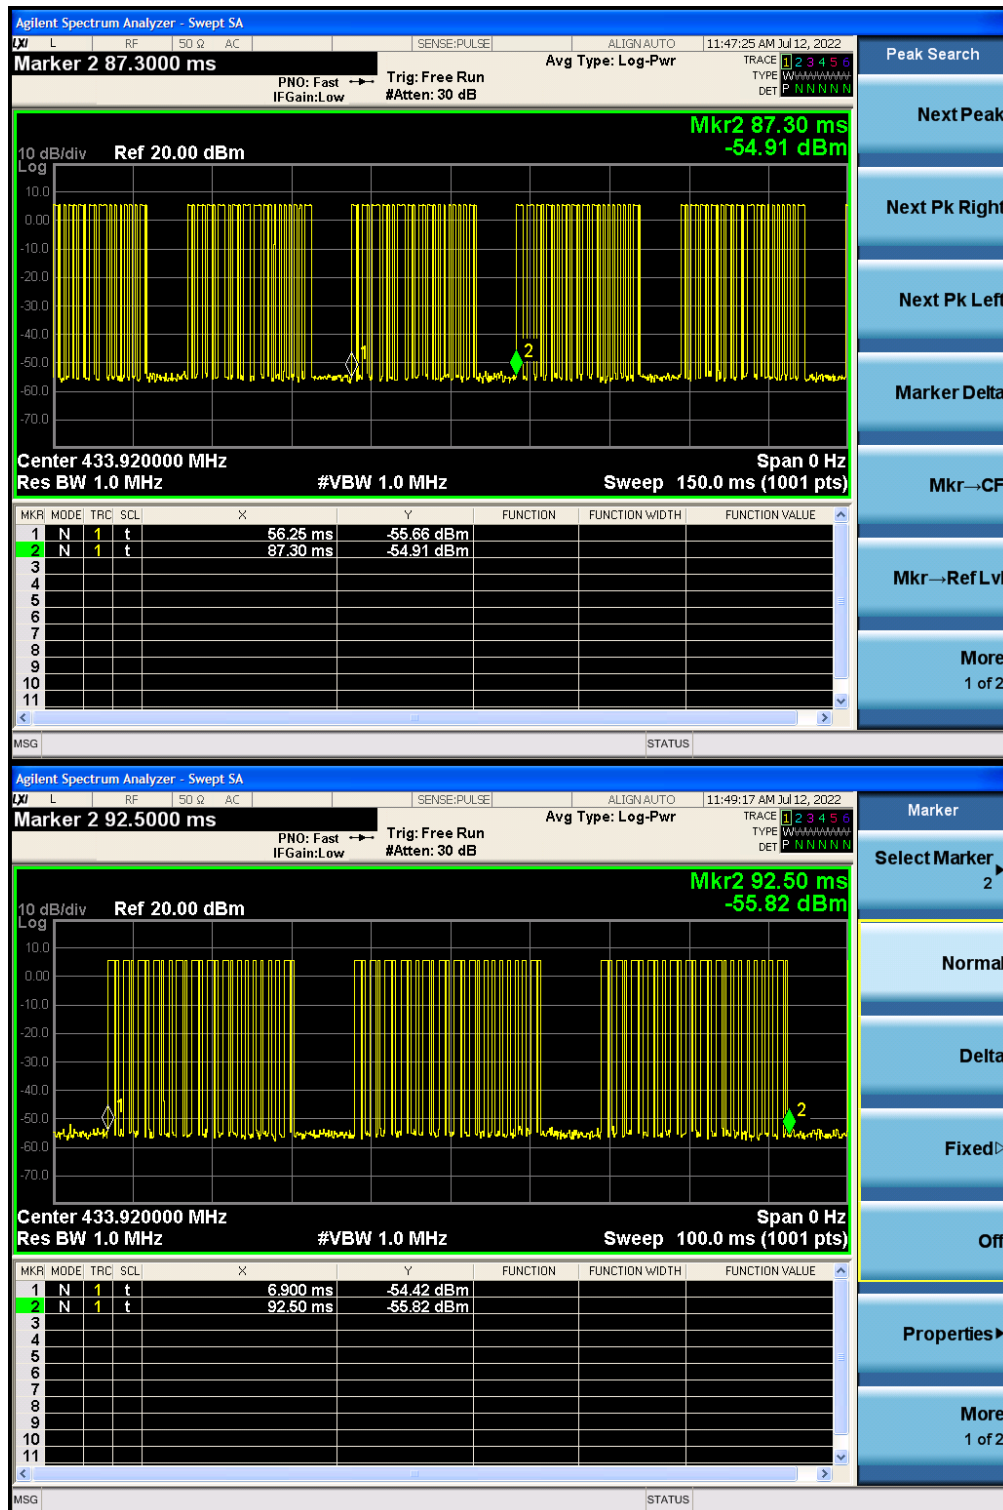 Agilent Spectrum Analyzer - Swept SA
LXI L RF 50 Ω AC SENSE:PULSE ALIGN AUTO 11:47:25 AM Jul 12, 2022
Marker 2 87.3000 ms
PNO: Fast
IFGain:Low
Trig: Free Run
#Atten: 30 dB
Avg Type: Log-Pwr
TRACE 1 2 3 4 5 6
TYPE W
DET P N N N N N
Peak Search
Next Peak
Next Pk Right
Next Pk Left
Marker Delta
Mkr→CF
Mkr→Ref Lvl
More
1 of 2
Mkr2 87.30 ms
-54.91 dBm
10 dB/div Ref 20.00 dBm
Log
10.0
0.00
-10.0
-20.0
-30.0
-40.0
-50.0
-60.0
-70.0
1
2
Center 433.920000 MHz Span 0 Hz
Res BW 1.0 MHz #VBW 1.0 MHz Sweep 150.0 ms (1001 pts)
MKR MODE TRC SCL X Y FUNCTION FUNCTION WIDTH FUNCTION VALUE
1 N 1 t 56.25 ms -55.66 dBm
2 N 1 t 87.30 ms -54.91 dBm
3
4
5
6
7
8
9
10
11
MSG STATUS
Agilent Spectrum Analyzer - Swept SA
LXI L RF 50 Ω AC SENSE:PULSE ALIGN AUTO 11:49:17 AM Jul 12, 2022
Marker 2 92.5000 ms
PNO: Fast
IFGain:Low
Trig: Free Run
#Atten: 30 dB
Avg Type: Log-Pwr
TRACE 1 2 3 4 5 6
TYPE W
DET P N N N N N
Marker
Select Marker
2
Normal
Delta
Fixed
Off
Properties
More
1 of 2
Mkr2 92.50 ms
-55.82 dBm
10 dB/div Ref 20.00 dBm
Log
10.0
0.00
-10.0
-20.0
-30.0
-40.0
-50.0
-60.0
-70.0
1
2
Center 433.920000 MHz Span 0 Hz
Res BW 1.0 MHz #VBW 1.0 MHz Sweep 100.0 ms (1001 pts)
MKR MODE TRC SCL X Y FUNCTION FUNCTION WIDTH FUNCTION VALUE
1 N 1 t 6.900 ms -54.42 dBm
2 N 1 t 92.50 ms -55.82 dBm
3
4
5
6
7
8
9
10
11
MSG STATUS